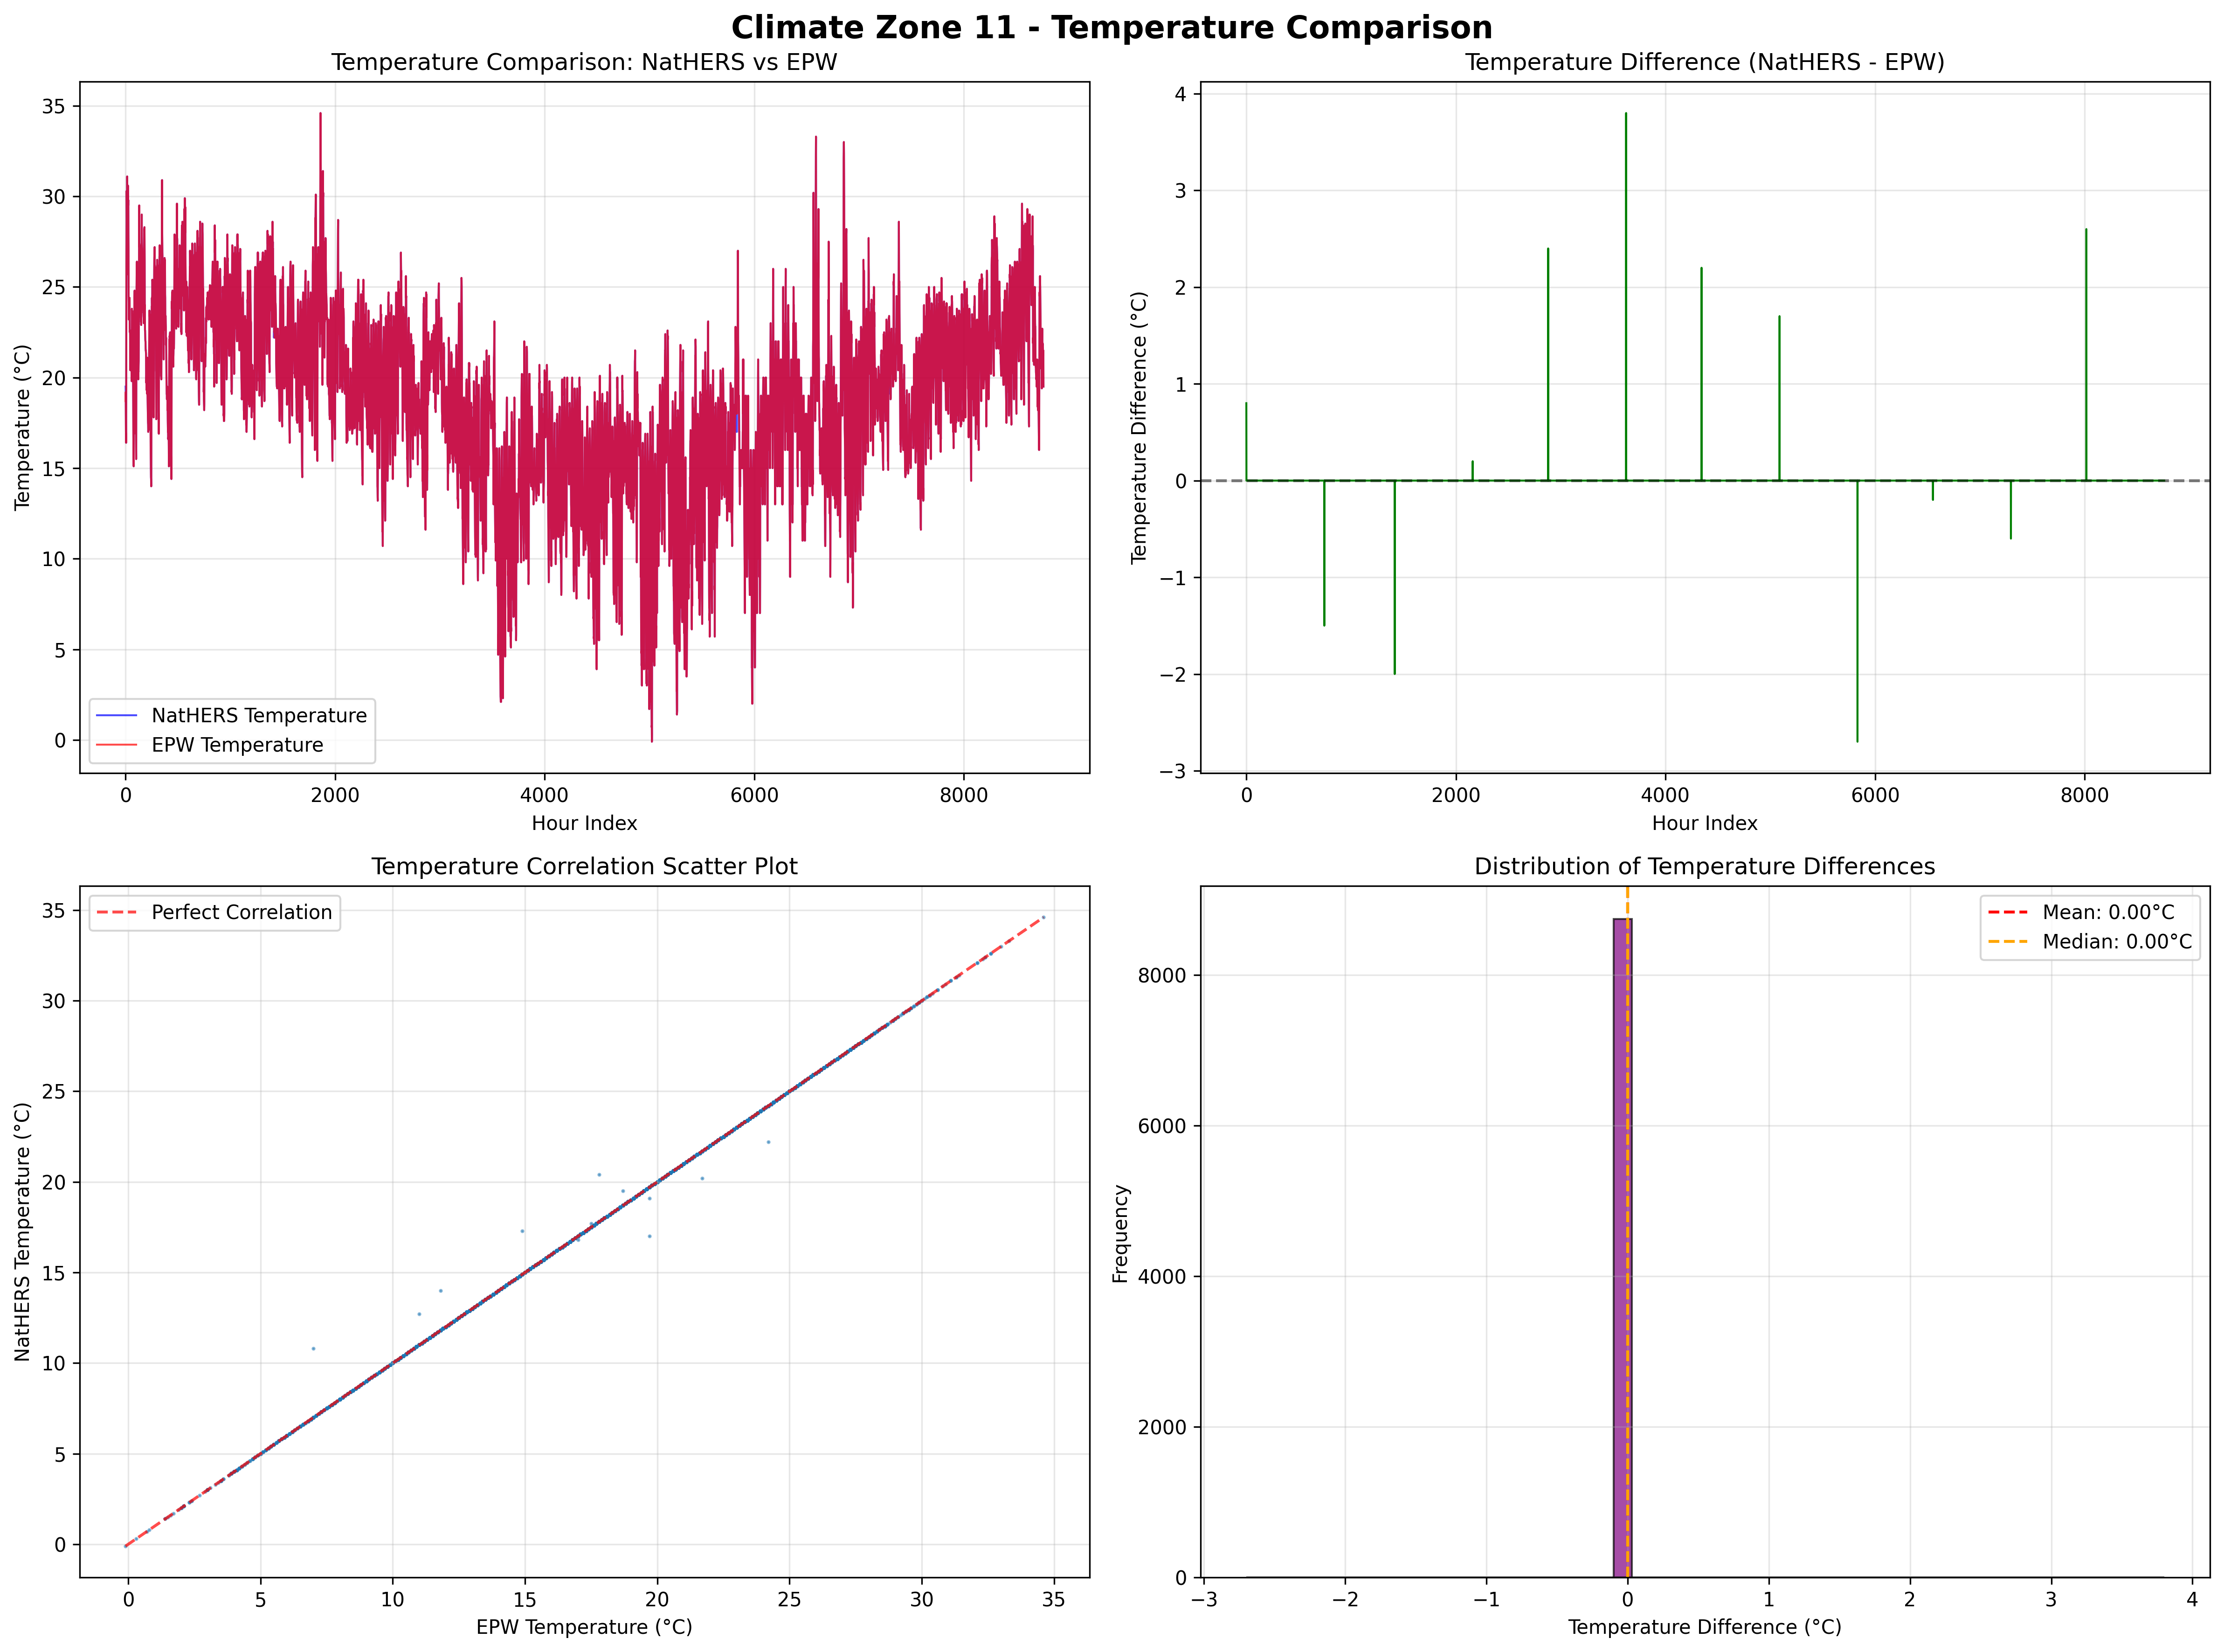 Climate Zone 11 - Temperature Comparison
Temperature Comparison: NatHERS vs EPW
Temperature (°C)
35
30
25
20
15
10
5
0
NatHERS Temperature
EPW Temperature
0 2000 4000 6000 8000
Hour Index
Temperature Difference (NatHERS - EPW)
Temperature Difference (°C)
4
3
2
1
0
−1
−2
−3
0 2000 4000 6000 8000
Hour Index
Temperature Correlation Scatter Plot
Perfect Correlation
NatHERS Temperature (°C)
35
30
25
20
15
10
5
0
0 5 10 15 20 25 30 35
EPW Temperature (°C)
Distribution of Temperature Differences
Mean: 0.00°C
Median: 0.00°C
Frequency
8000
6000
4000
2000
0
−3 −2 −1 0 1 2 3 4
Temperature Difference (°C)